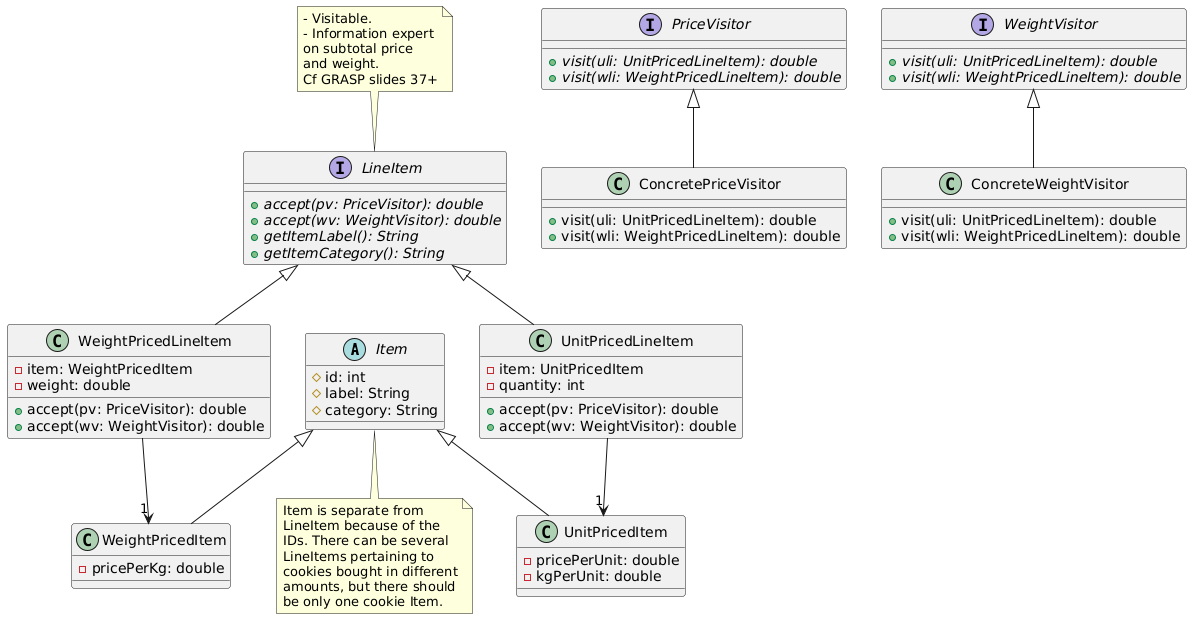 - Visitable.
- Information expert
on subtotal price
and weight.
Cf GRASP slides 37+
I PriceVisitor
visit(uli: UnitPricedLineItem): double
visit(wli: WeightPricedLineItem): double
I WeightVisitor
visit(uli: UnitPricedLineItem): double
visit(wli: WeightPricedLineItem): double
I LineItem
accept(pv: PriceVisitor): double
accept(wv: WeightVisitor): double
getItemLabel(): String
getItemCategory(): String
C ConcretePriceVisitor
visit(uli: UnitPricedLineItem): double
visit(wli: WeightPricedLineItem): double
C ConcreteWeightVisitor
visit(uli: UnitPricedLineItem): double
visit(wli: WeightPricedLineItem): double
C WeightPricedLineItem
item: WeightPricedItem
weight: double
accept(pv: PriceVisitor): double
accept(wv: WeightVisitor): double
A Item
id: int
label: String
category: String
C UnitPricedLineItem
item: UnitPricedItem
quantity: int
accept(pv: PriceVisitor): double
accept(wv: WeightVisitor): double
1
1
C WeightPricedItem
pricePerKg: double
Item is separate from
LineItem because of the
IDs. There can be several
LineItems pertaining to
cookies bought in different
amounts, but there should
be only one cookie Item.
C UnitPricedItem
pricePerUnit: double
kgPerUnit: double